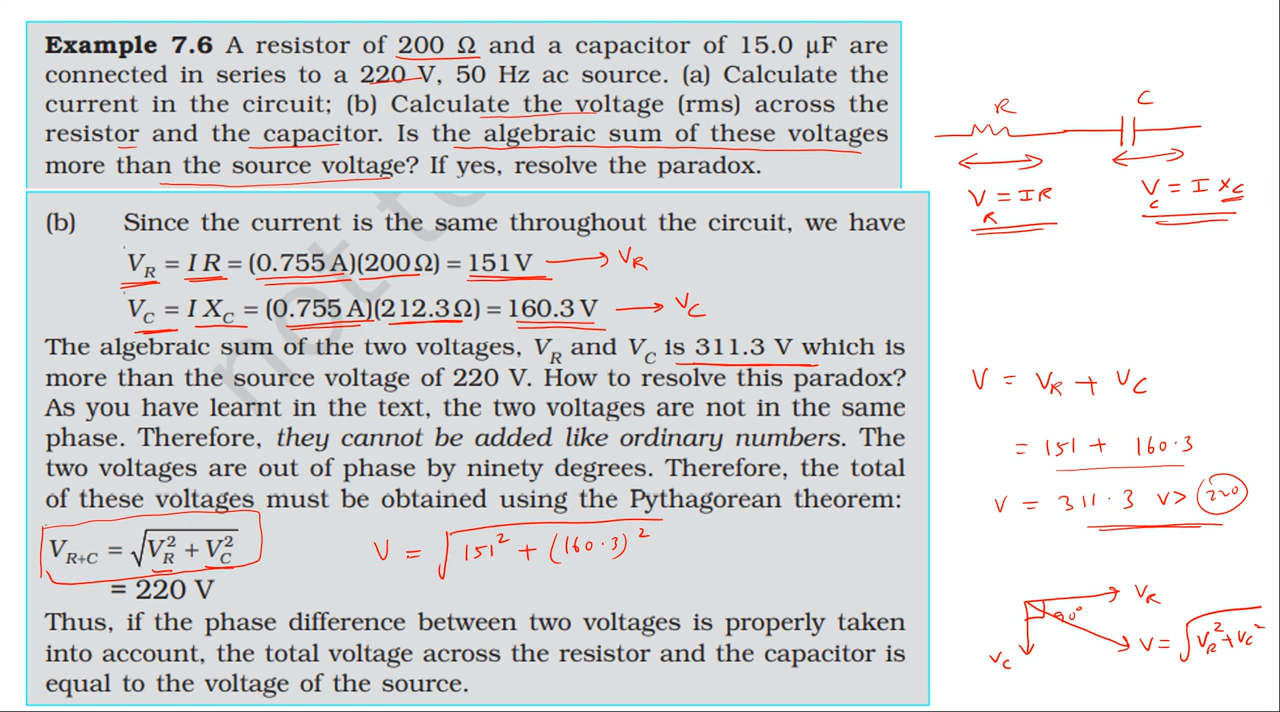 Example 7.6 A resistor of 200 Ω and a capacitor of 15.0 μF are
connected in series to a 220 V, 50 Hz ac source. (a) Calculate the
current in the circuit; (b) Calculate the voltage (rms) across the
resistor and the capacitor. Is the algebraic sum of these voltages
more than the source voltage? If yes, resolve the paradox.
R C
V_R = IR
V_C = I X_C
(b) Since the current is the same throughout the circuit, we have
V_R = I R = (0.755 A)(200Ω) = 151V → V_R
V_C = I X_C = (0.755 A)(212.3Ω) = 160.3 V → V_C
The algebraic sum of the two voltages, V_R and V_C is 311.3 V which is
more than the source voltage of 220 V. How to resolve this paradox?
As you have learnt in the text, the two voltages are not in the same
phase. Therefore, they cannot be added like ordinary numbers. The
two voltages are out of phase by ninety degrees. Therefore, the total
of these voltages must be obtained using the Pythagorean theorem:
V_R+C = √(V_R² + V_C²)
= 220 V
V = √(151² + (160.3)²)
Thus, if the phase difference between two voltages is properly taken
into account, the total voltage across the resistor and the capacitor is
equal to the voltage of the source.
V = V_R + V_C
= 151 + 160.3
V = 311.3 V > 220
V_R
90°
V_C
V = √(V_R² + V_C²)
not t